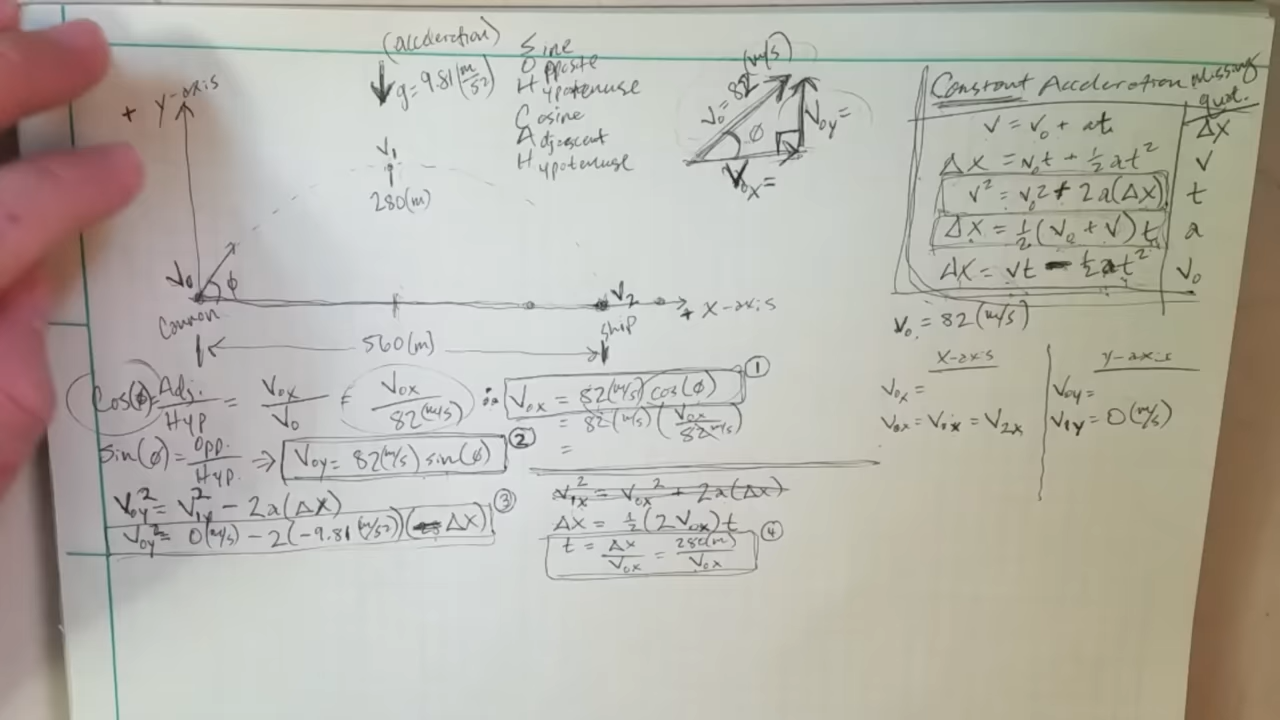 (acceleration)
g = 9.81 (m/s²)
Sine
Opposite
Hypotenuse
Cosine
Adjacent
Hypotenuse
V₀ = 82 (m/s)
ϕ
V₀y =
V₀x =
Constant Acceleration
Missing quat.
v = v₀ + at
Δx
Δx = v₀t + ½at²
v
v² = v₀² + 2a(Δx)
t
Δx = ½(v₀ + v)t
a
Δx = vt - ½at²
v₀
+ y-axis
V₁
280(m)
V₀
ϕ
Cannon
V₂
ship
+ x-axis
560(m)
V₀ = 82 (m/s)
x-axis
y-axis
V₀x =
V₀y =
V₀x = V₁x = V₂x
V₁y = 0(m/s)
Cos(ϕ) = Adj./Hyp = V₀x/V₀ = V₀x/82(m/s) ∴ V₀x = 82(m/s) cos(ϕ) ①
= 82(m/s) (V₀x/82m/s)
=
sin(ϕ) = Opp./Hyp. ⇒ V₀y = 82(m/s) sin(ϕ) ②
V₀y² = V₁y² - 2a(Δx)
V₀y² = 0(m/s) - 2(-9.81(m/s²))(Δx) ③
V₁x² = V₀x² + 2a(Δx)
Δx = ½(2V₀x)t
t = Δx/V₀x = 280(m)/V₀x ④